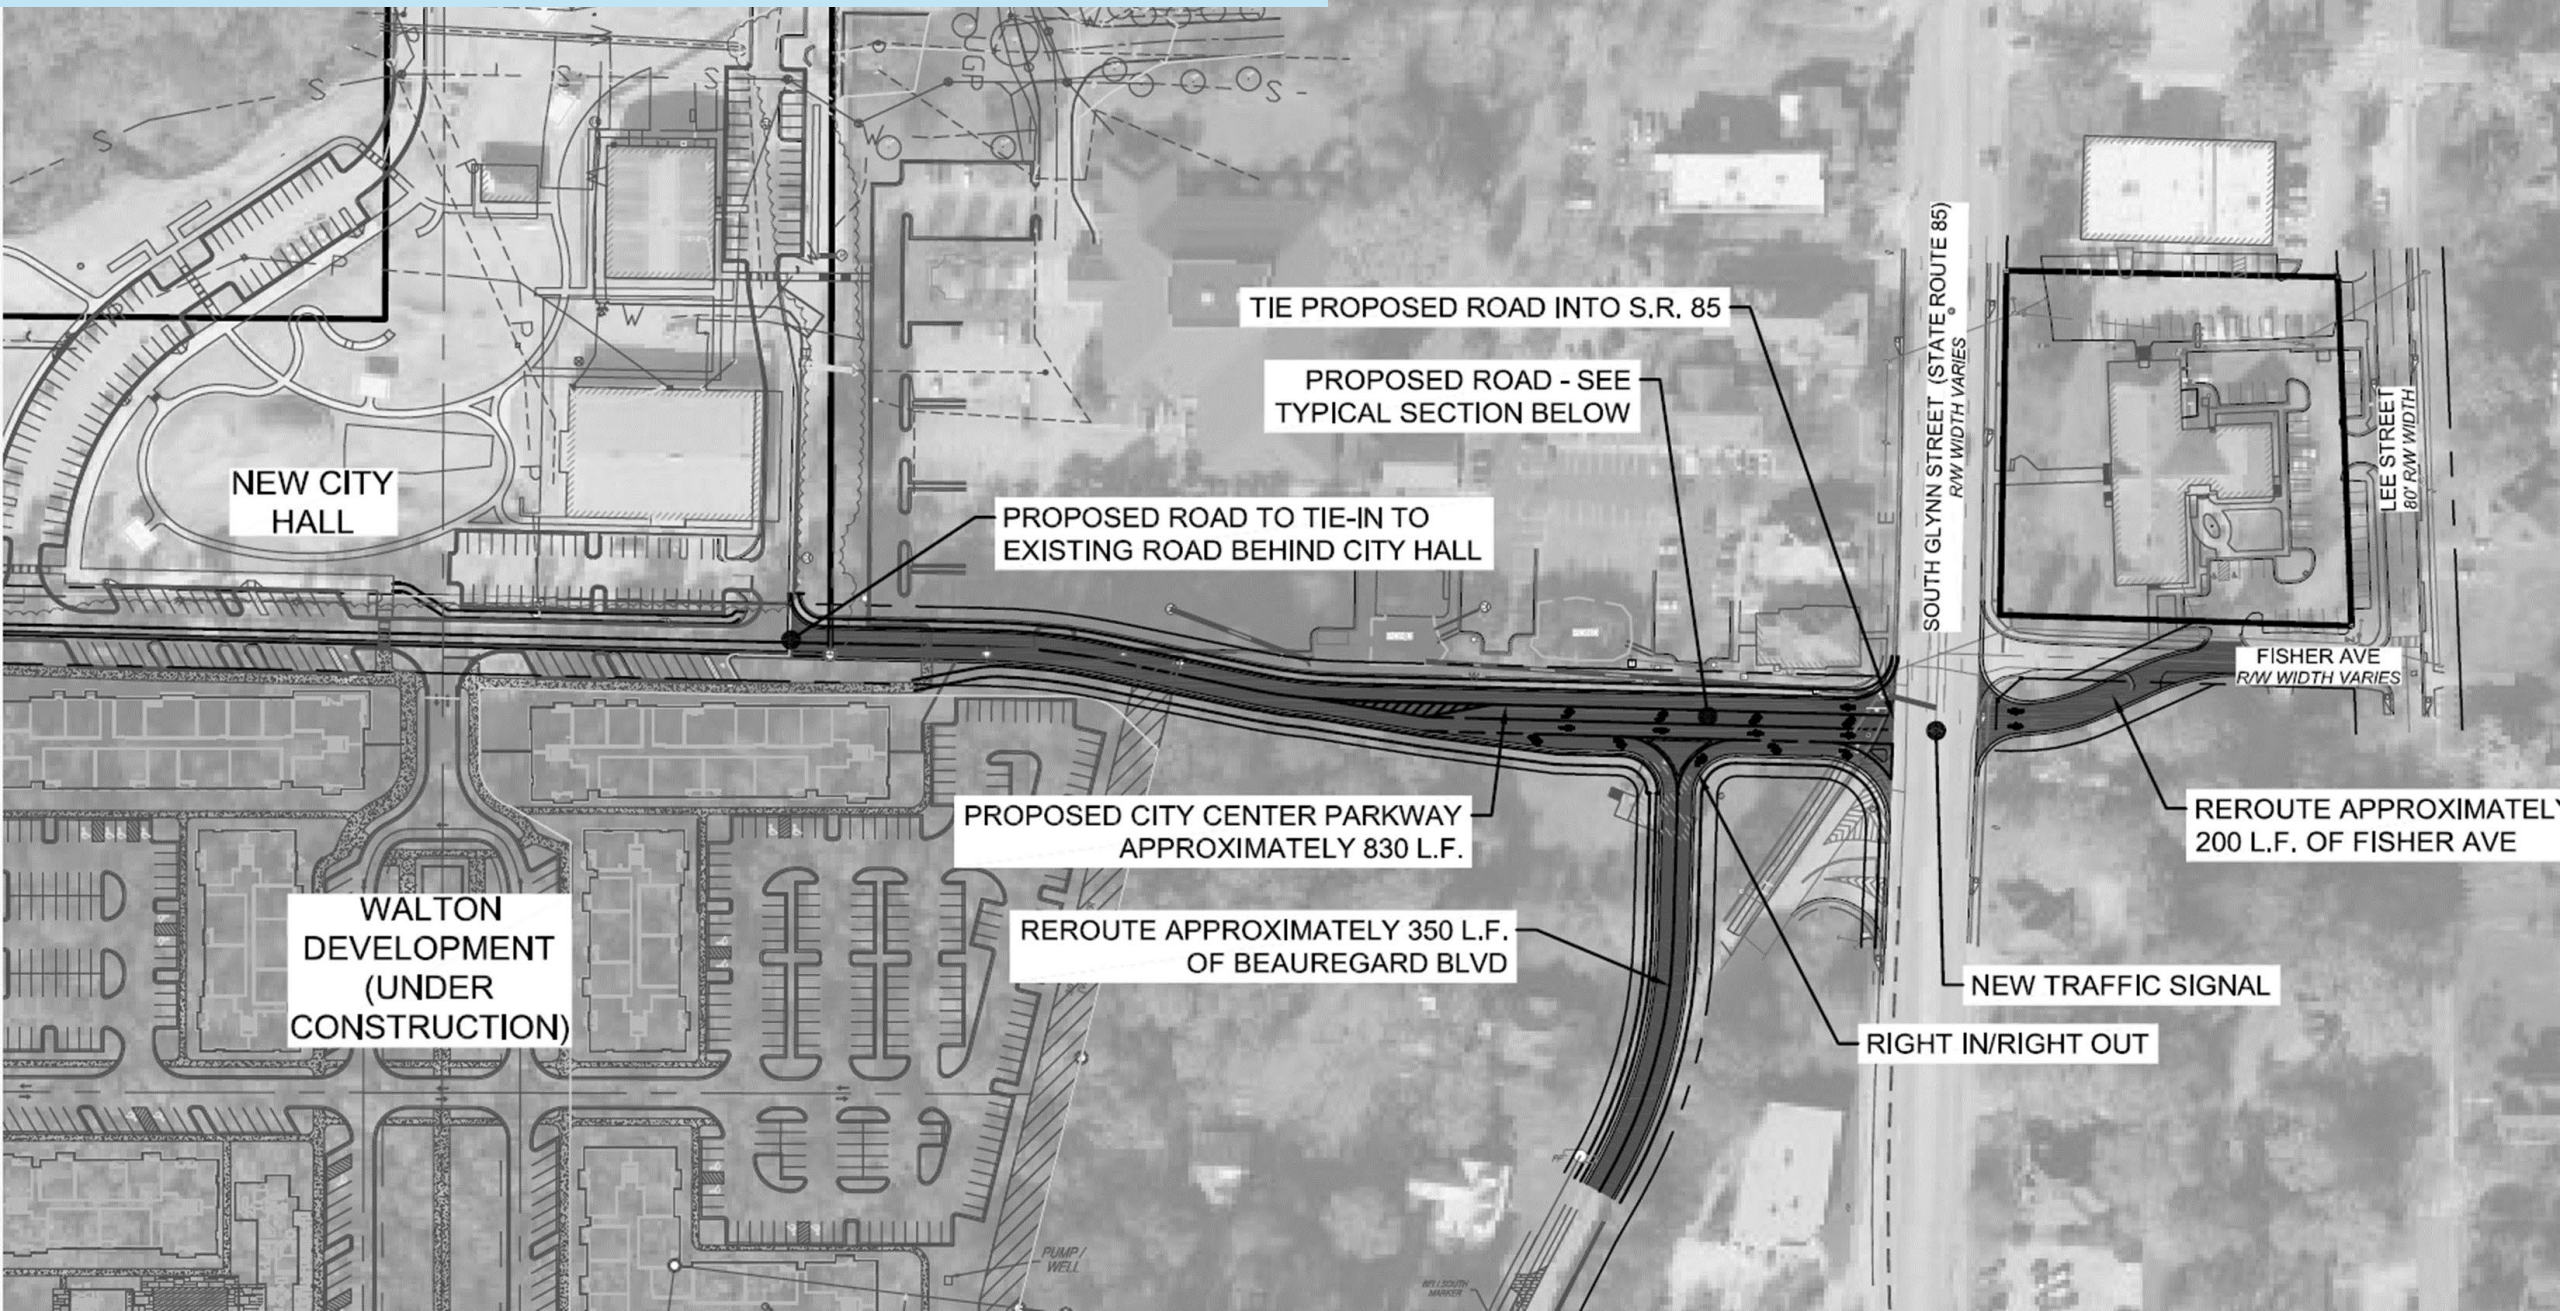 S
S
S
S
S
W
W
W
P
UGP
TIE PROPOSED ROAD INTO S.R. 85
PROPOSED ROAD - SEE
TYPICAL SECTION BELOW
SOUTH GLYNN STREET (STATE ROUTE 85)
R/W WIDTH VARIES
LEE STREET
80' R/W WIDTH
NEW CITY
HALL
PROPOSED ROAD TO TIE-IN TO
EXISTING ROAD BEHIND CITY HALL
E
FISHER AVE
R/W WIDTH VARIES
PROPOSED CITY CENTER PARKWAY
APPROXIMATELY 830 L.F.
REROUTE APPROXIMATELY
200 L.F. OF FISHER AVE
WALTON
DEVELOPMENT
(UNDER
CONSTRUCTION)
REROUTE APPROXIMATELY 350 L.F.
OF BEAUREGARD BLVD
NEW TRAFFIC SIGNAL
RIGHT IN/RIGHT OUT
PUMP/
WELL
BELLSOUTH
MARKER